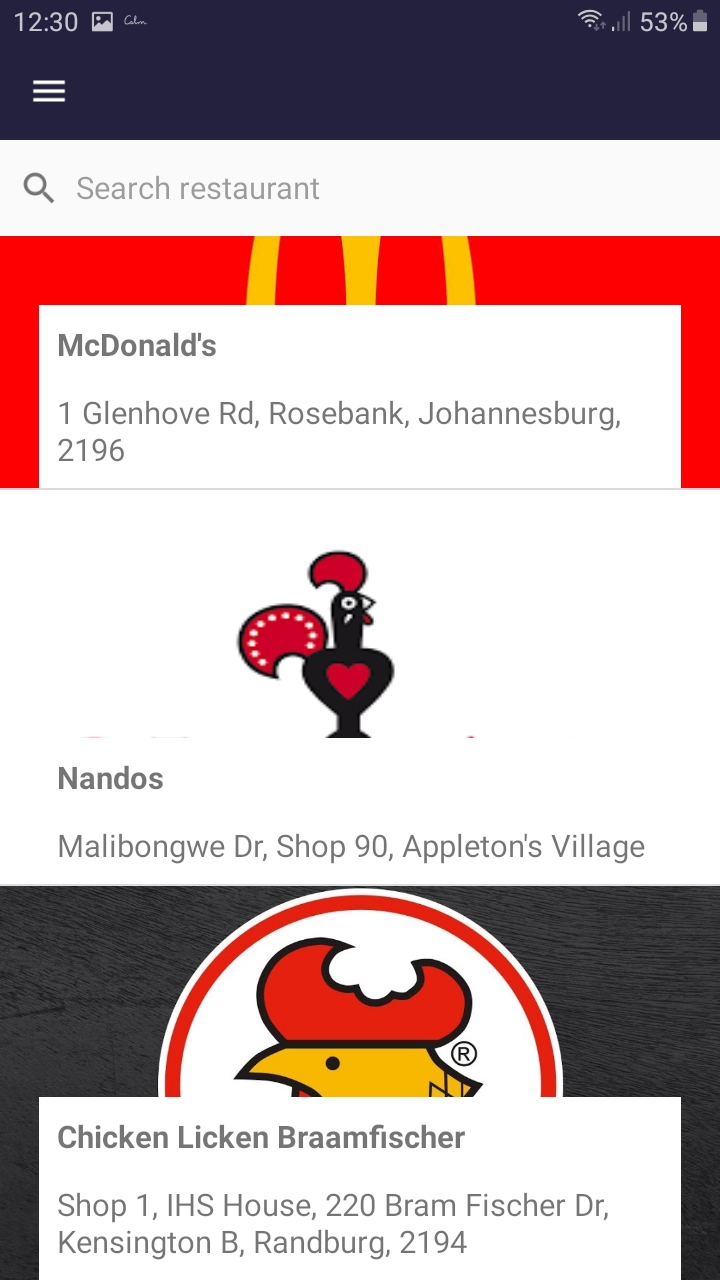 12:30 Calm 53%
Search restaurant
McDonald's
1 Glenhove Rd, Rosebank, Johannesburg,
2196
Nandos
Malibongwe Dr, Shop 90, Appleton's Village
®
Chicken Licken Braamfischer
Shop 1, IHS House, 220 Bram Fischer Dr,
Kensington B, Randburg, 2194